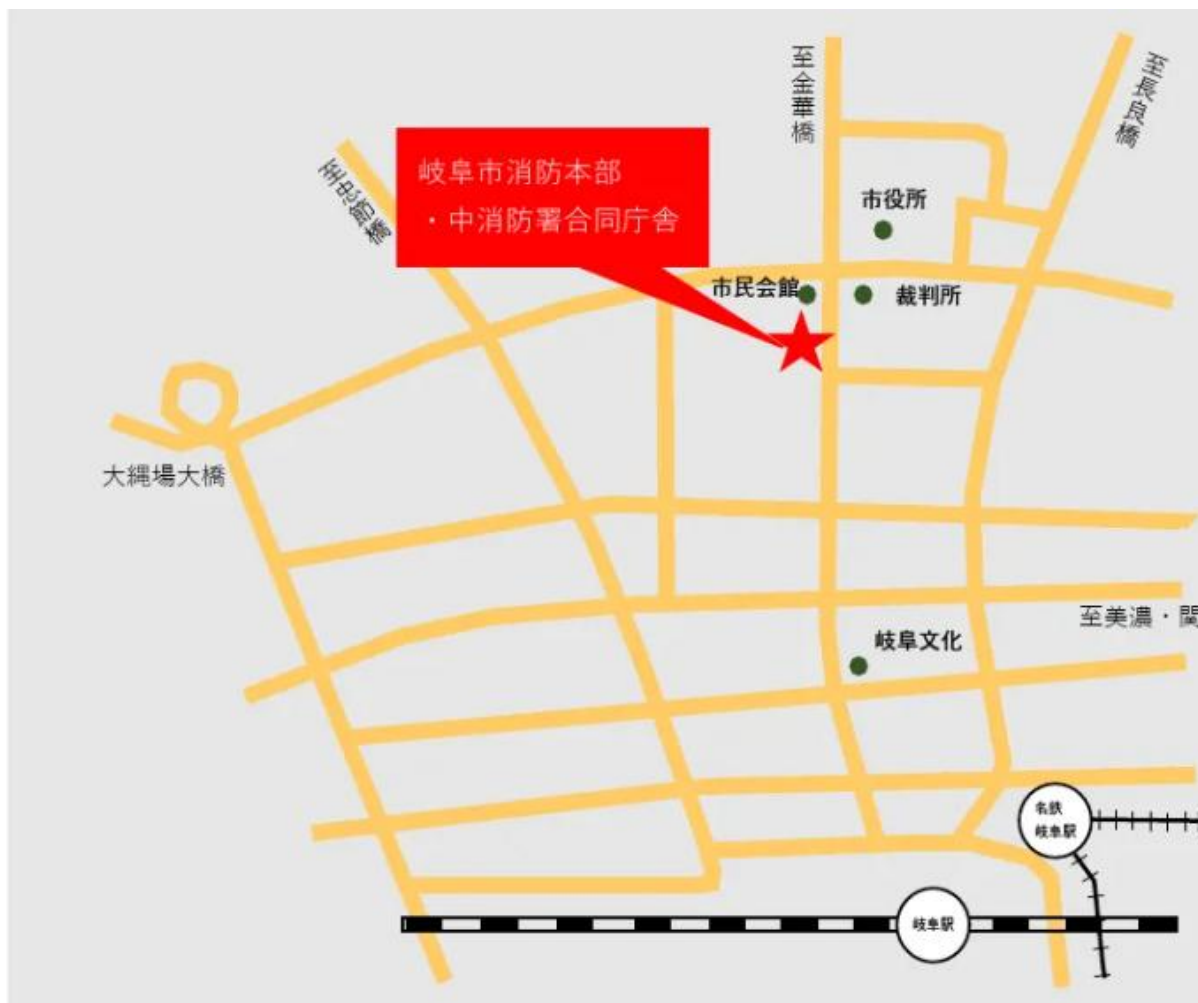 至金華橋
至長良橋
至忠節橋
岐阜市消防本部
・中消防署合同庁舎
市役所
市民会館
裁判所
大縄場大橋
至美濃・関
岐阜文化
名鉄
岐阜駅
岐阜駅